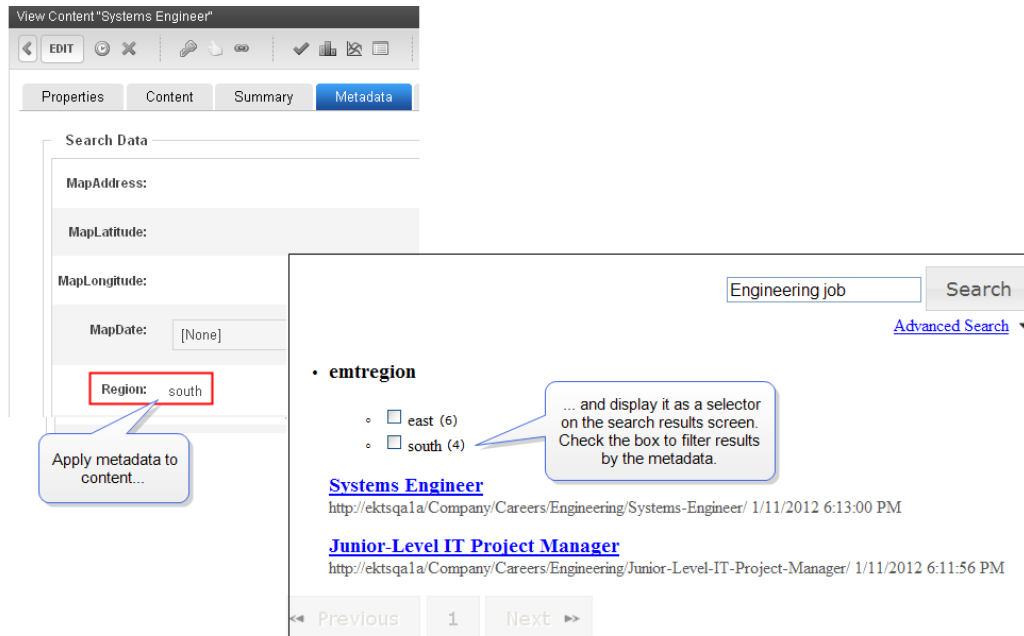 View Content "Systems Engineer"
EDIT
Properties Content Summary Metadata
Search Data
MapAddress:
MapLatitude:
MapLongitude:
MapDate: [None]
Region: south
Apply metadata to
content...
Engineering job Search
Advanced Search
emtregion
east (6)
south (4)
... and display it as a selector
on the search results screen.
Check the box to filter results
by the metadata.
Systems Engineer
http://ektsqa1a/Company/Careers/Engineering/Systems-Engineer/ 1/11/2012 6:13:00 PM
Junior-Level IT Project Manager
http://ektsqa1a/Company/Careers/Engineering/Junior-Level-IT-Project-Manager/ 1/11/2012 6:11:56 PM
Previous 1 Next